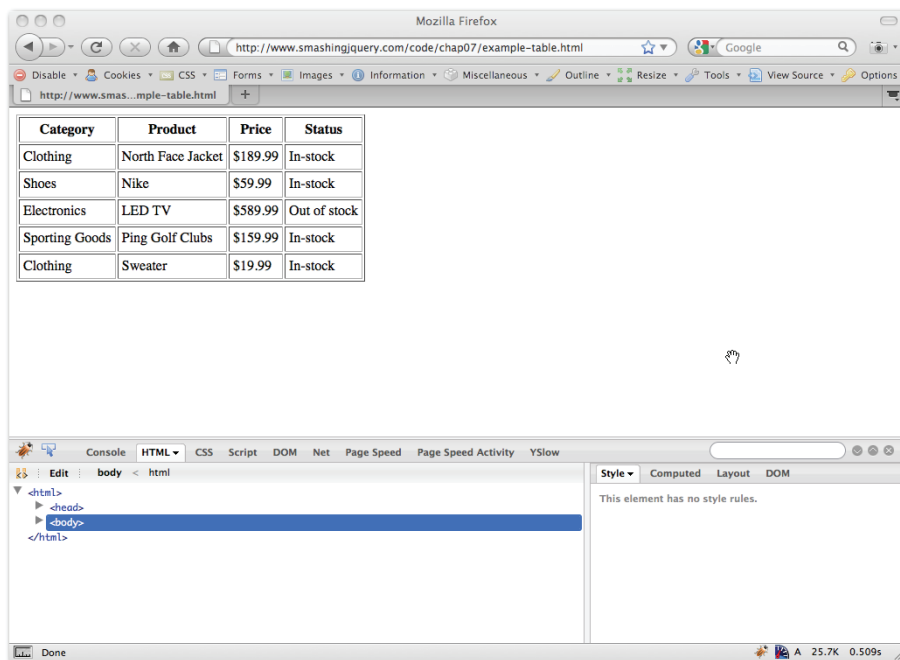 Mozilla Firefox
http://www.smashingjquery.com/code/chap07/example-table.html
Google
Disable Cookies CSS Forms Images Information Miscellaneous Outline Resize Tools View Source Options
http://www.smas...mple-table.html +
Category Product Price Status
Clothing North Face Jacket $189.99 In-stock
Shoes Nike $59.99 In-stock
Electronics LED TV $589.99 Out of stock
Sporting Goods Ping Golf Clubs $159.99 In-stock
Clothing Sweater $19.99 In-stock
Console HTML CSS Script DOM Net Page Speed Page Speed Activity YSlow
Edit body < html
Style Computed Layout DOM
<html>
<head>
<body>
</html>
This element has no style rules.
Done
A 25.7K 0.509s